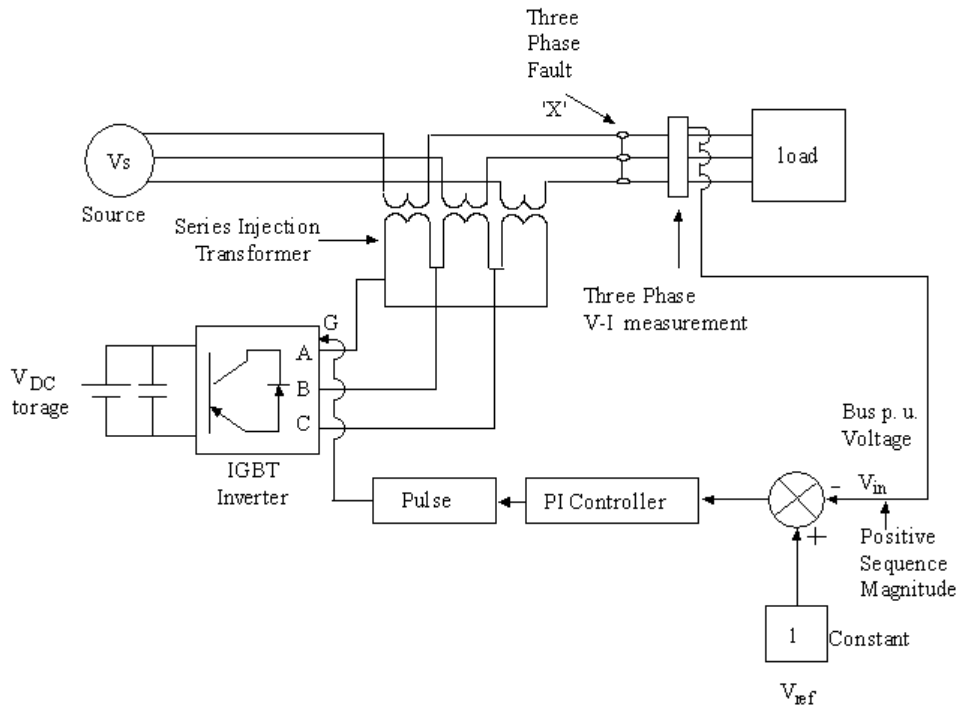 Three
Phase
Fault
'X'
Vs
Source
load
Series Injection
Transformer
Three Phase
V-I measurement
G
A
B
C
V DC
torage
IGBT
Inverter
Bus p. u.
Voltage
Pulse
PI Controller
-
Vin
+
Positive
Sequence
Magnitude
1
Constant
Vref